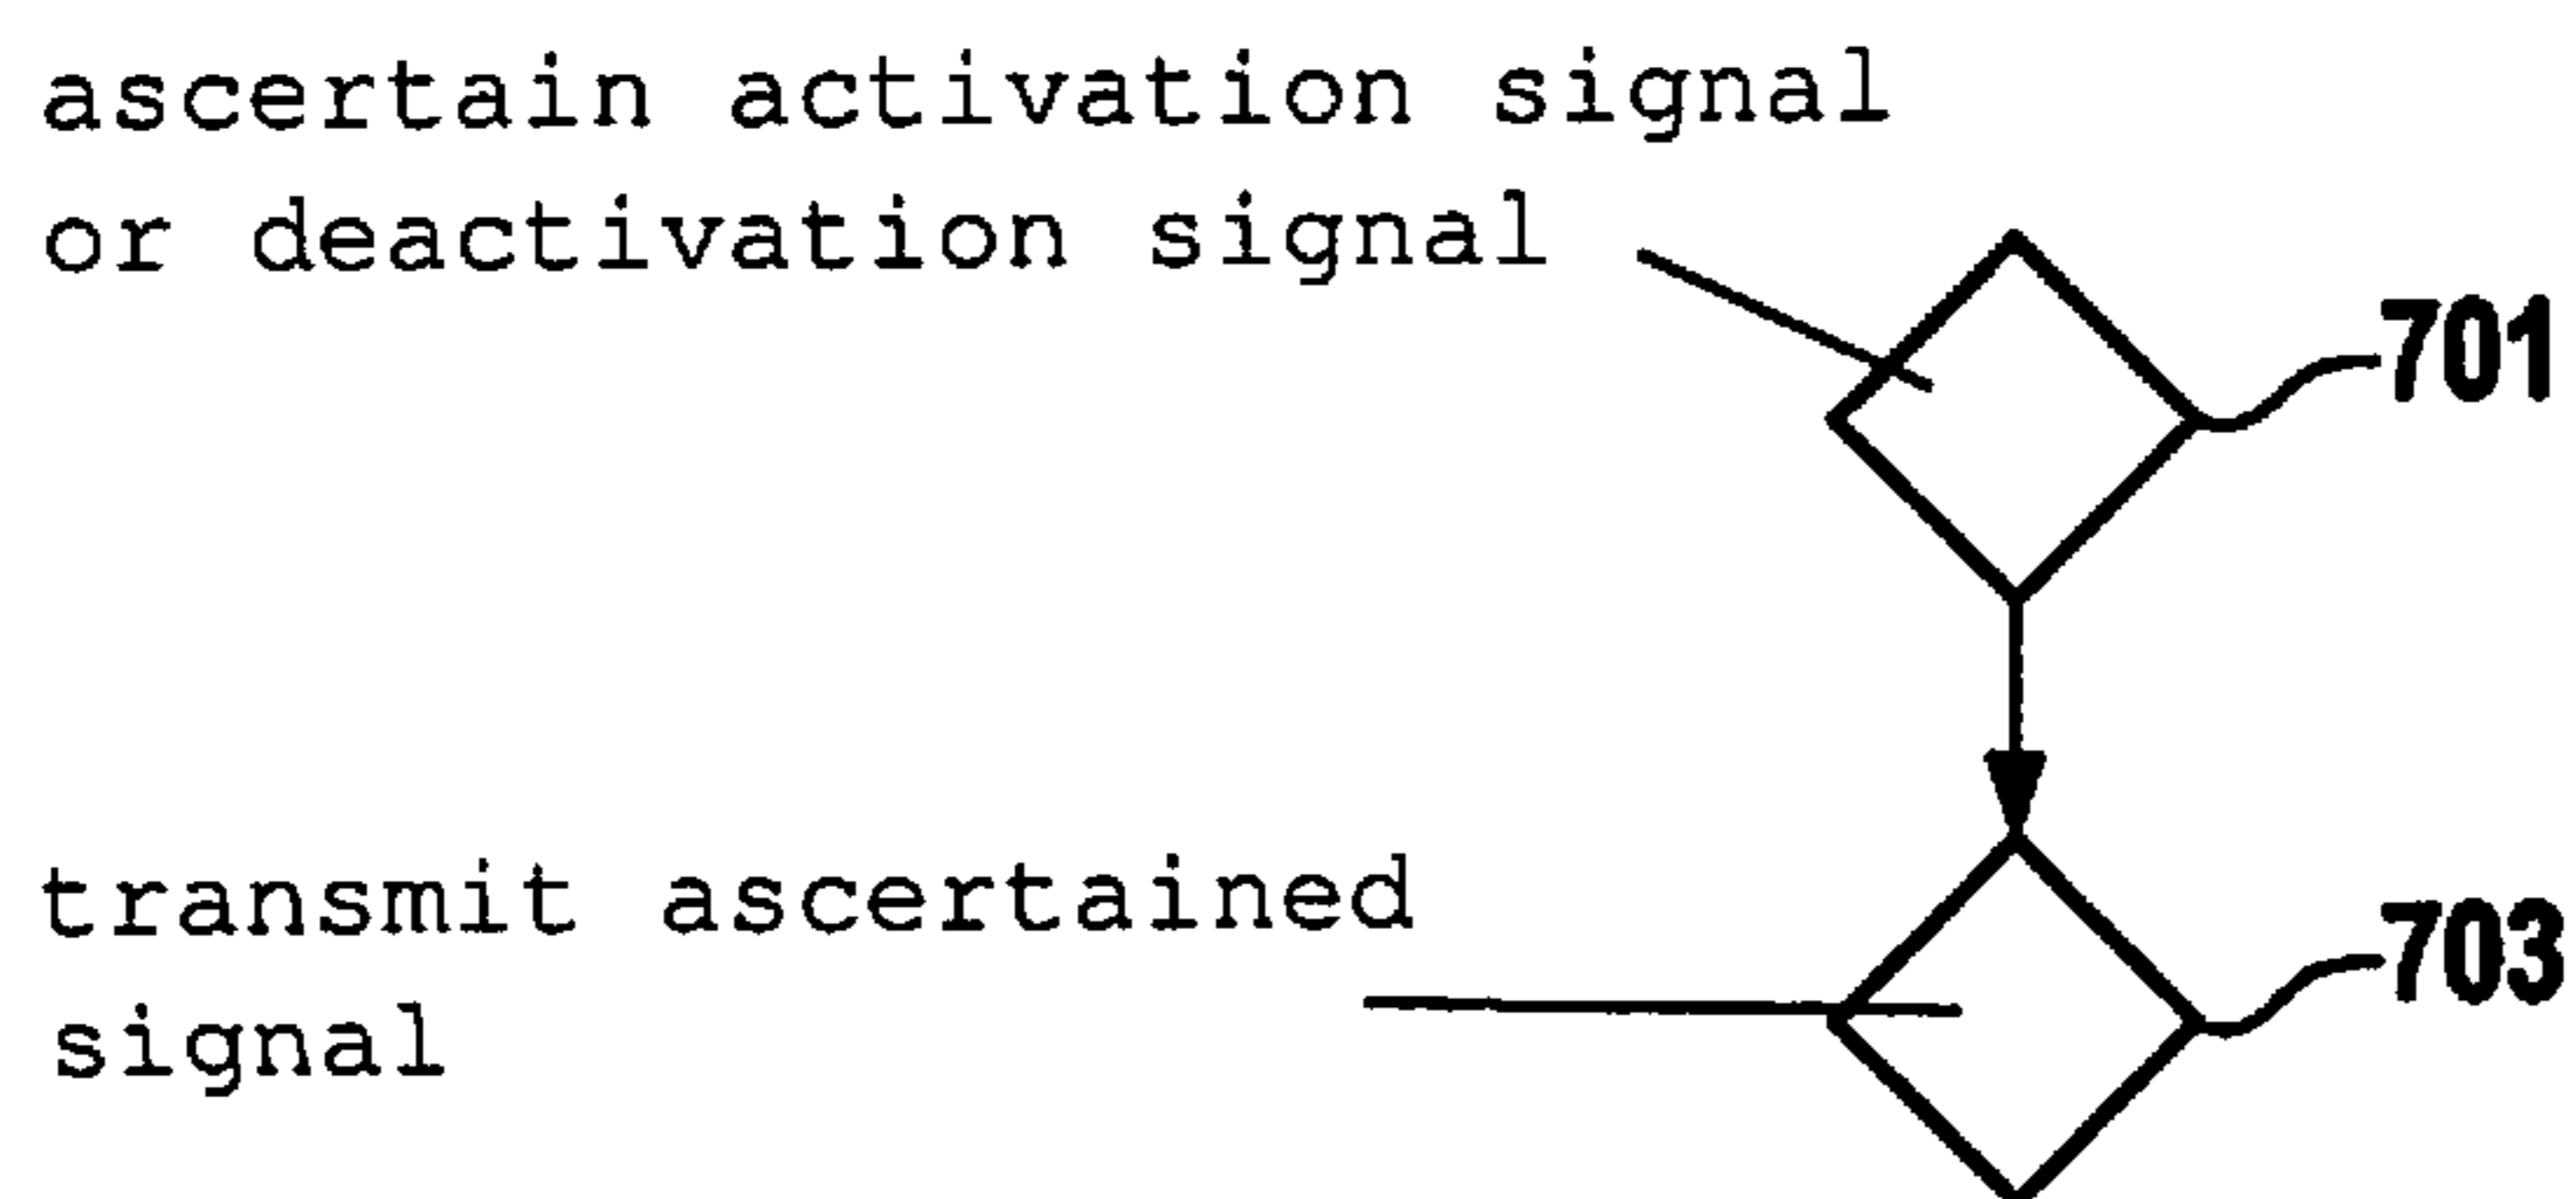 ascertain activation signal
or deactivation signal
701
transmit ascertained
signal
703